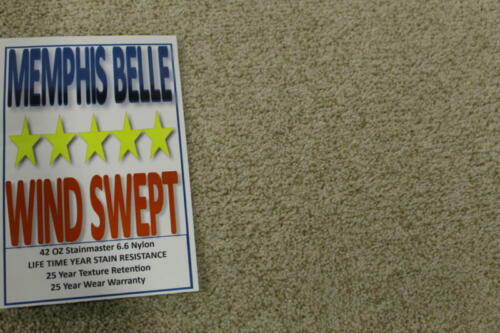 MEMPHIS BELLE
WIND SWEPT
42 OZ Stainmaster 6.6 Nylon
LIFE TIME YEAR STAIN RESISTANCE
25 Year Texture Retention
25 Year Wear Warranty